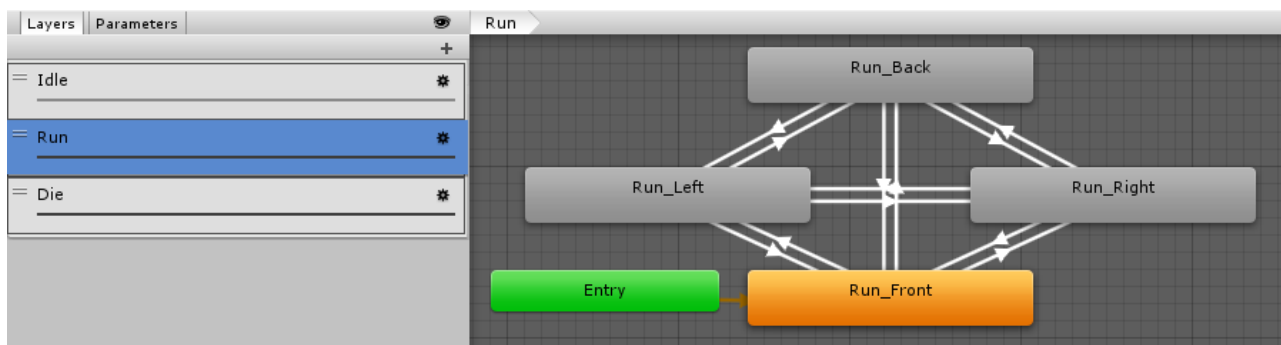 Layers Parameters
Run
Idle
Run
Die
Run_Back
Run_Left
Run_Right
Entry
Run_Front